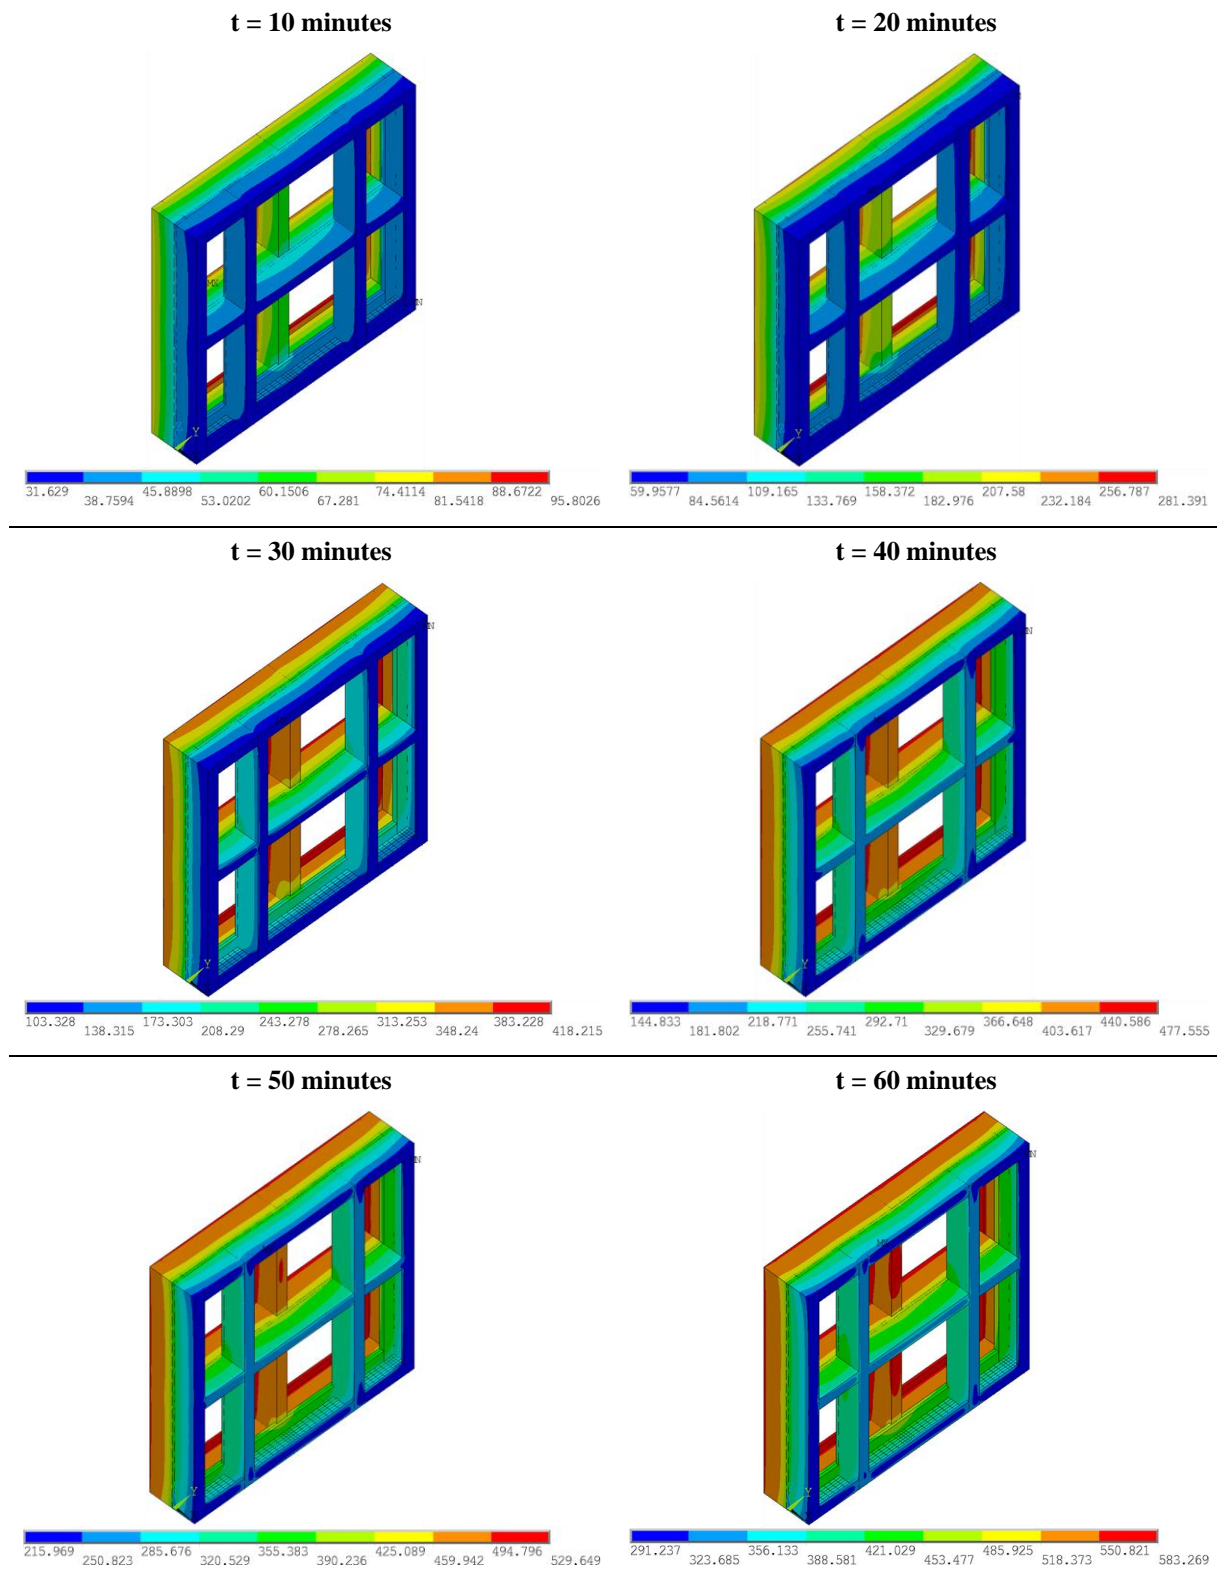 t = 10 minutes
t = 20 minutes
MX
N
Y
Y
31.629 45.8898 60.1506 74.4114 88.6722
38.7594 53.0202 67.281 81.5418 95.8026
59.9577 109.165 158.372 207.58 256.787
84.5614 133.769 182.976 232.184 281.391
t = 30 minutes
t = 40 minutes
N
N
Y
Y
103.328 173.303 243.278 313.253 383.228
138.315 208.29 278.265 348.24 418.215
144.833 218.771 292.71 366.648 440.586
181.802 255.741 329.679 403.617 477.555
t = 50 minutes
t = 60 minutes
N
N
MX
Y
Y
215.969 285.676 355.383 425.089 494.796
250.823 320.529 390.236 459.942 529.649
291.237 356.133 421.029 485.925 550.821
323.685 388.581 453.477 518.373 583.269